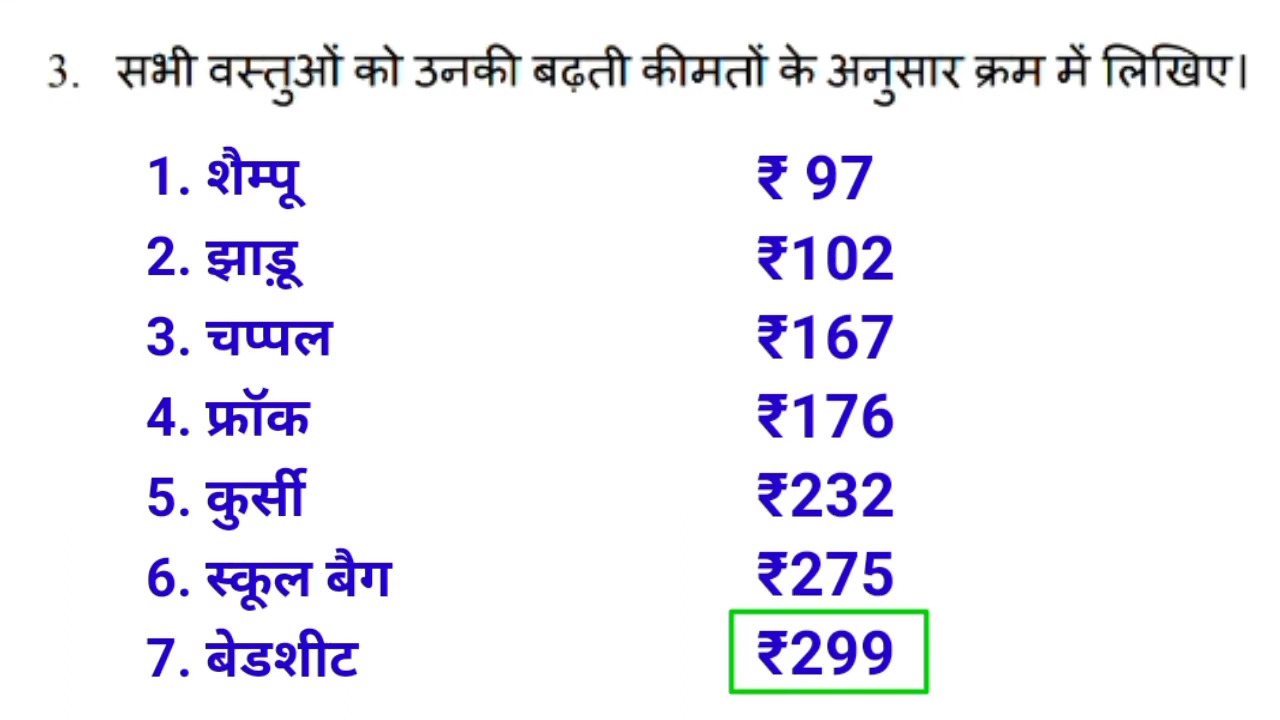 3. सभी वस्तुओं को उनकी बढ़ती कीमतों के अनुसार क्रम में लिखिए।
1. शैम्पू ₹ 97
2. झाड़ू ₹102
3. चप्पल ₹167
4. फ्रॉक ₹176
5. कुर्सी ₹232
6. स्कूल बैग ₹275
7. बेडशीट ₹299